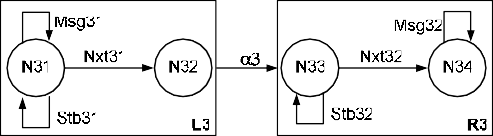 Msg31
Msg32
N31
Nxt31
N32
α3
N33
Nxt32
N34
Stb31
L3
Stb32
R3